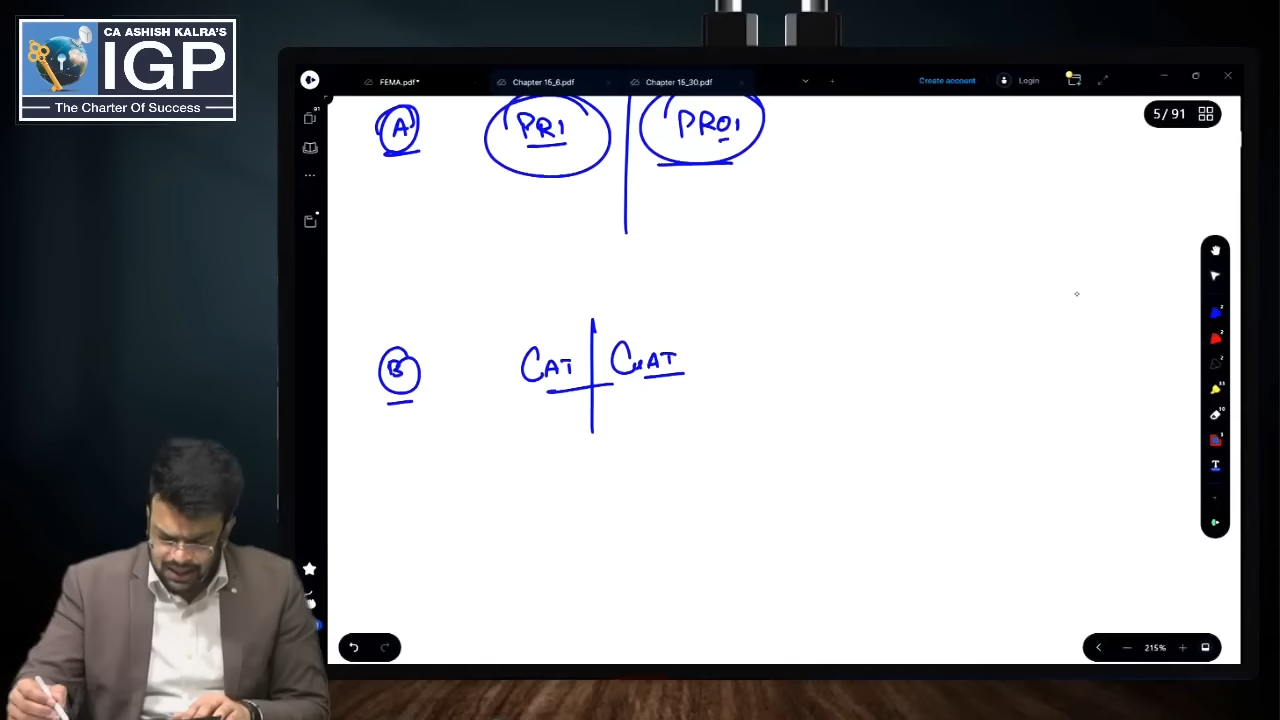 CA ASHISH KALRA'S
IGP
The Charter Of Success
FEMA.pdf*
Chapter 15_6.pdf
Chapter 15_30.pdf
Create account
Login
5/91
A PRI PROI
B CAT CuAT
215%